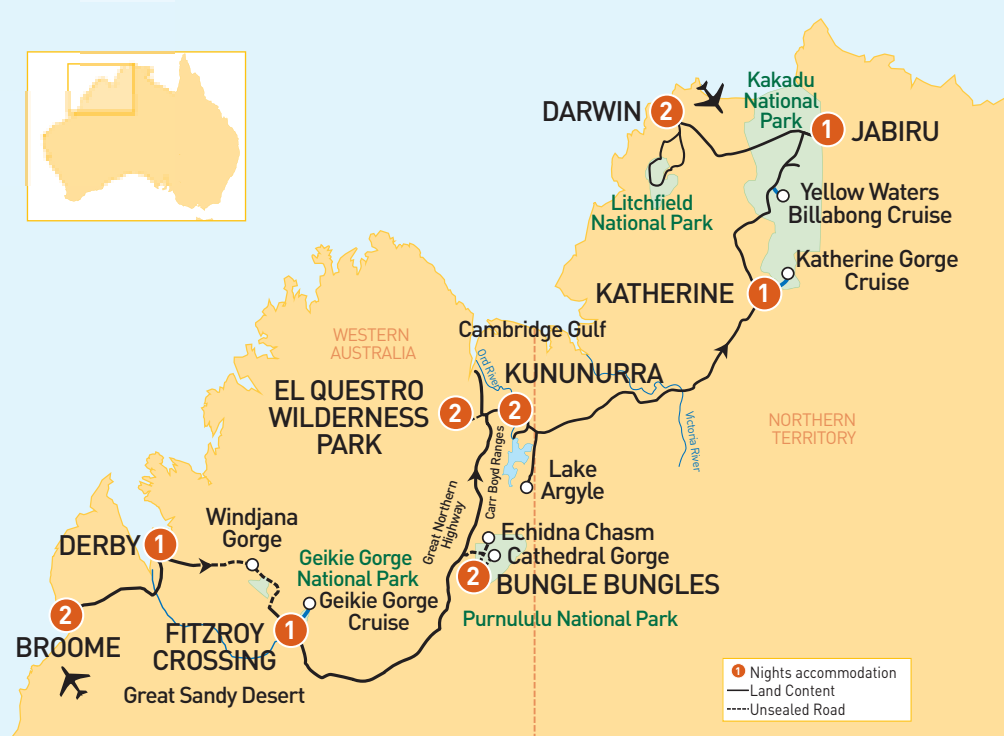 Kakadu
National
Park
DARWIN
2
1
JABIRU
Litchfield
National Park
Yellow Waters
Billabong Cruise
Katherine Gorge
Cruise
KATHERINE
1
WESTERN
AUSTRALIA
Cambridge Gulf
Ord River
KUNUNURRA
EL QUESTRO
WILDERNESS
PARK
2
2
Victoria River
NORTHERN
TERRITORY
Carr Boyd Ranges
Lake
Argyle
Great Northern
Highway
Windjana
Gorge
Echidna Chasm
Cathedral Gorge
DERBY
1
Geikie Gorge
National Park
Geikie Gorge
Cruise
2
BUNGLE BUNGLES
Purnululu National Park
2
BROOME
FITZROY
CROSSING
1
Great Sandy Desert
1 Nights accommodation
Land Content
Unsealed Road